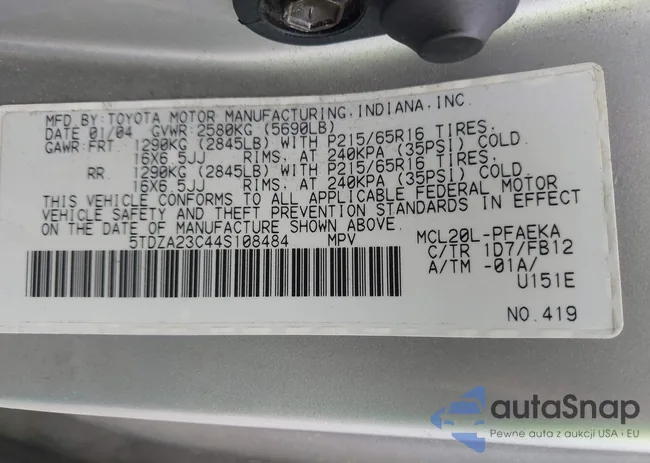 MFD.BY:TOYOTA MOTOR MANUFACTURING,INDIANA,INC.
DATE 01/04 GVWR:2580KG (5690LB)
GAWR:FRT 1290KG (2845LB) WITH P215/65R16 TIRES,
16X6.5JJ RIMS, AT 240KPA (35PSI) COLD
RR 1290KG (2845LB) WITH P215/65R16 TIRES,
16X6.5JJ RIMS, AT 240KPA (35PSI) COLD.
THIS VEHICLE CONFORMS TO ALL APPLICABLE FEDERAL MOTOR
VEHICLE SAFETY AND THEFT PREVENTION STANDARDS IN EFFECT
ON THE DATE OF MANUFACTURE SHOWN ABOVE.
5TDZA23C44S108484 MPV MCL20L-PFAEKA
C/TR 1D7/FB12
A/TM -01A/
U151E
NO.419
autaSnap
Pewne auta z aukcji USA i EU